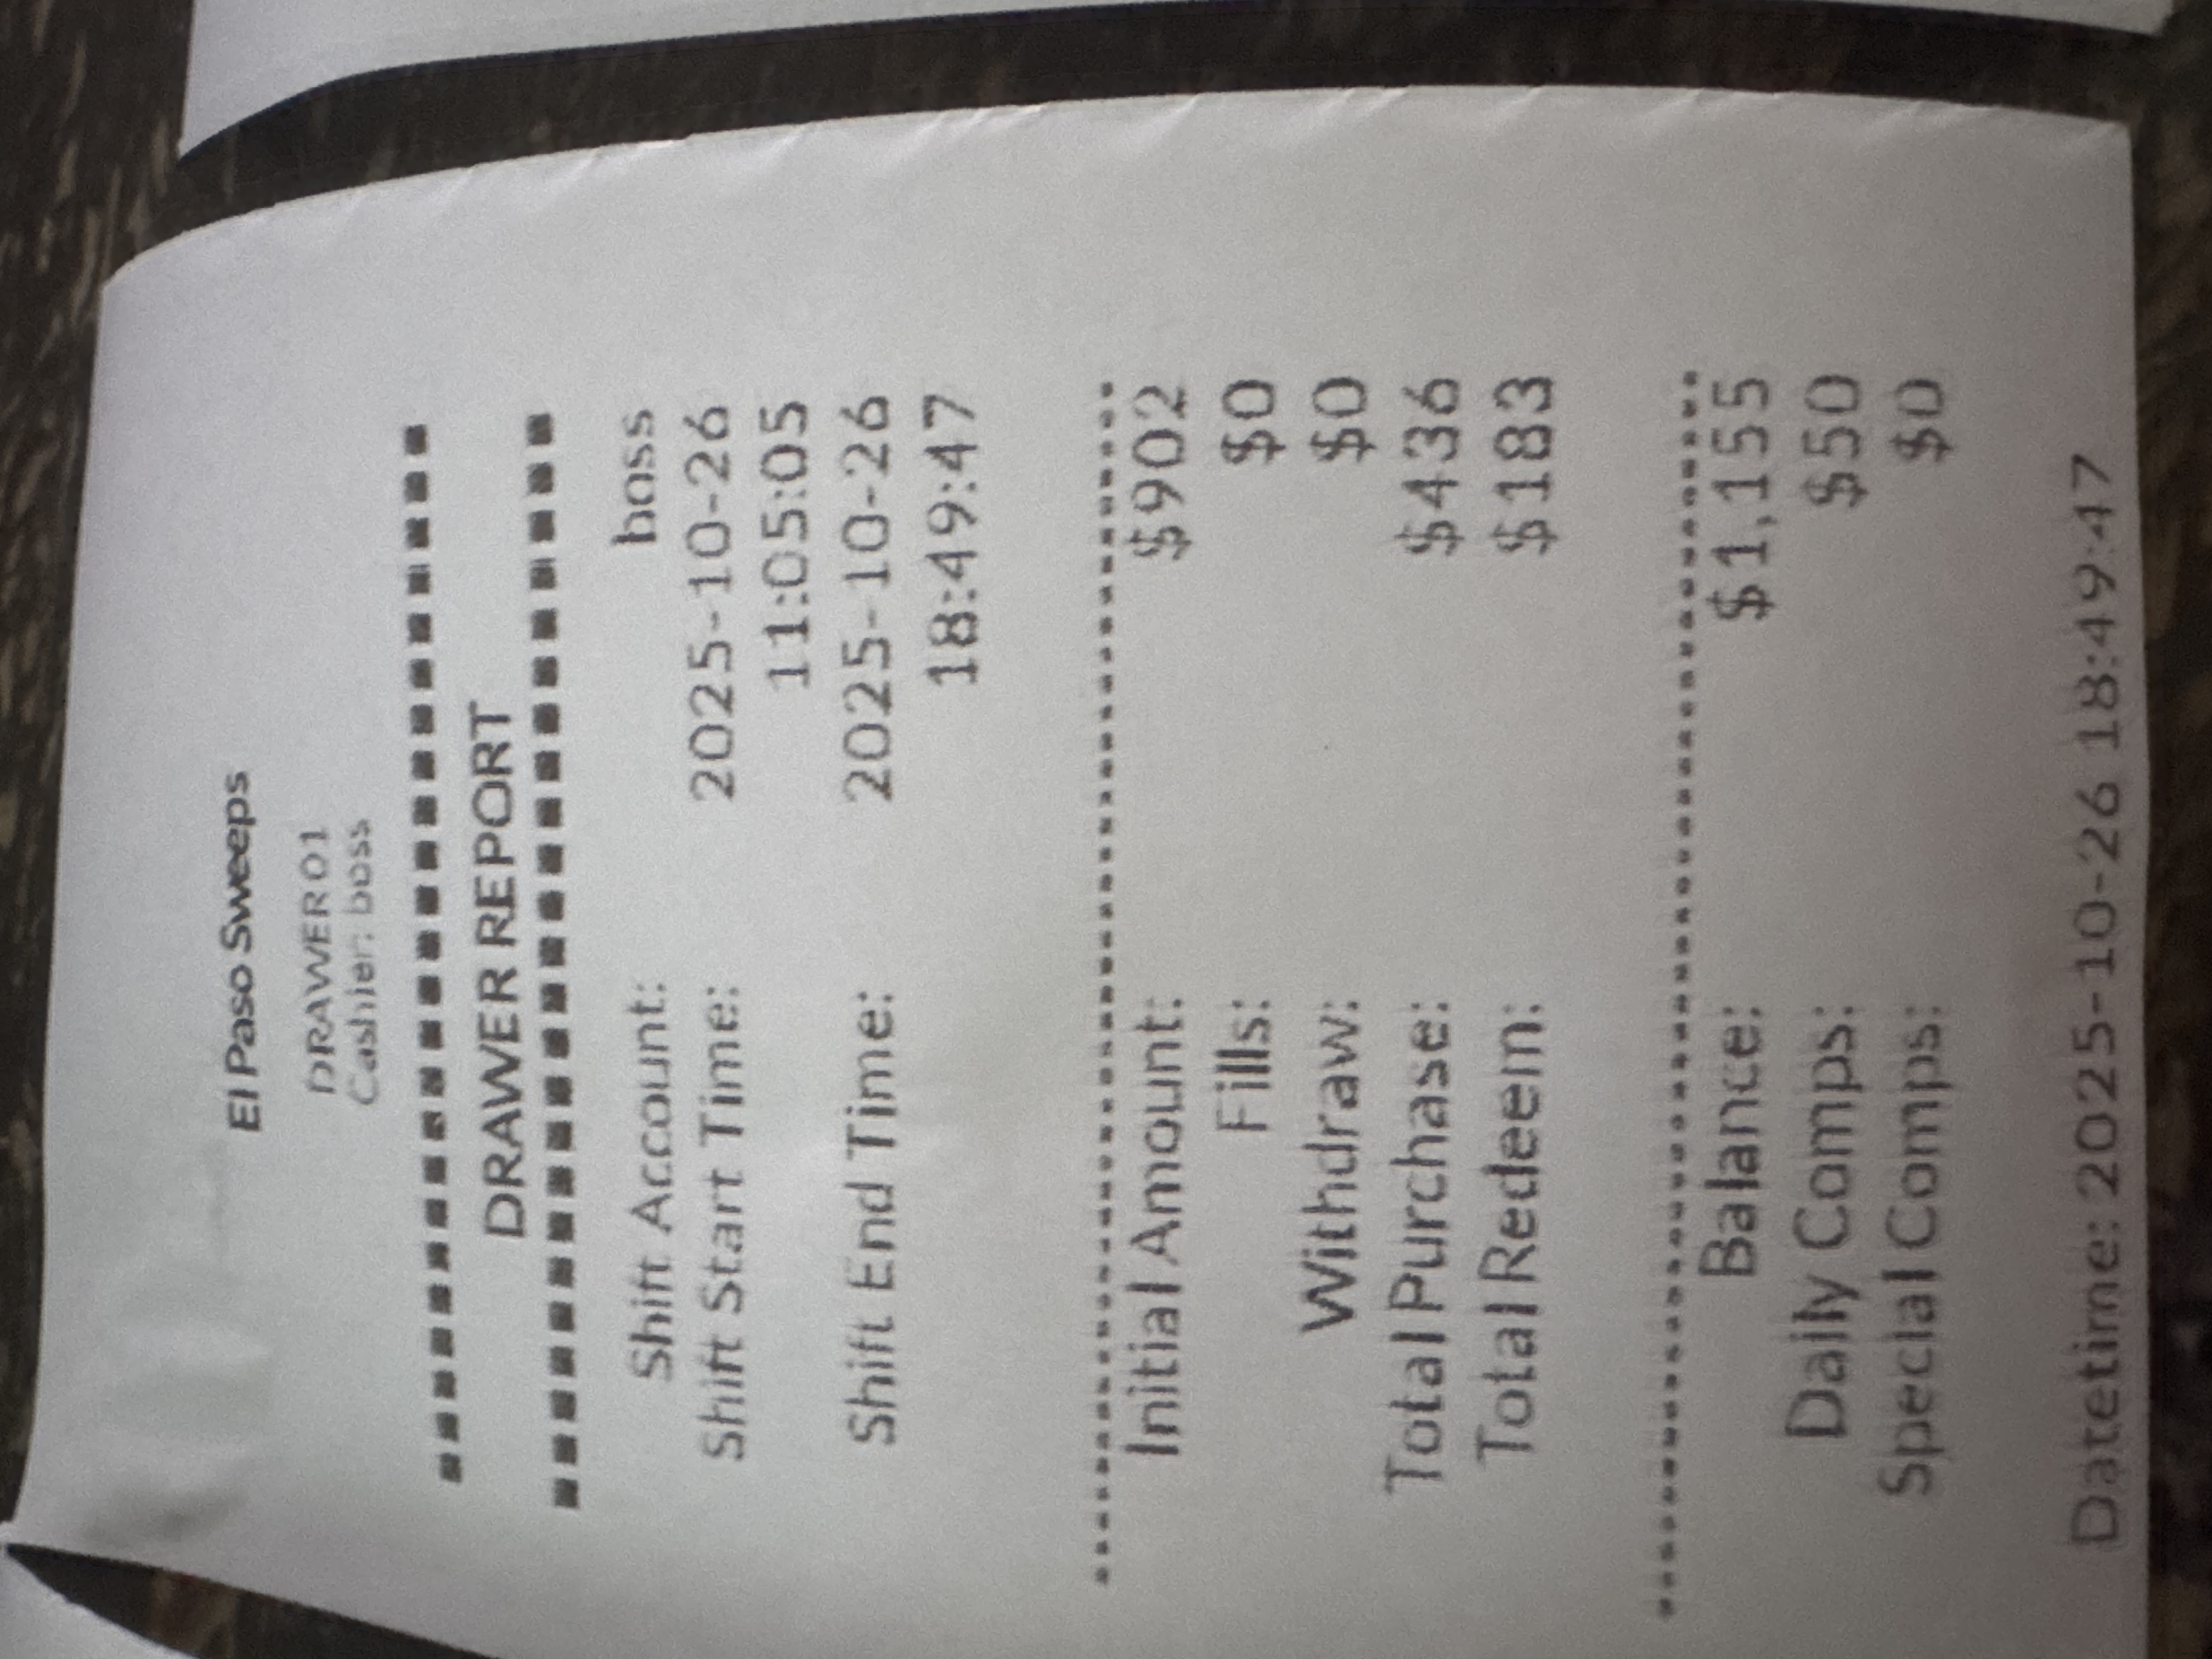 El Paso Sweeps
DRAWER01
Cashier: boss
DRAWER REPORT
Shift Account: boss
Shift Start Time: 2025-10-26
11:05:05
Shift End Time: 2025-10-26
18:49:47
Initial Amount: $902
Fills: $0
Withdraw: $0
Total Purchase: $436
Total Redeem: $183
Balance: $1,155
Daily Comps: $50
Special Comps: $0
Datetime: 2025-10-26 18:49:47